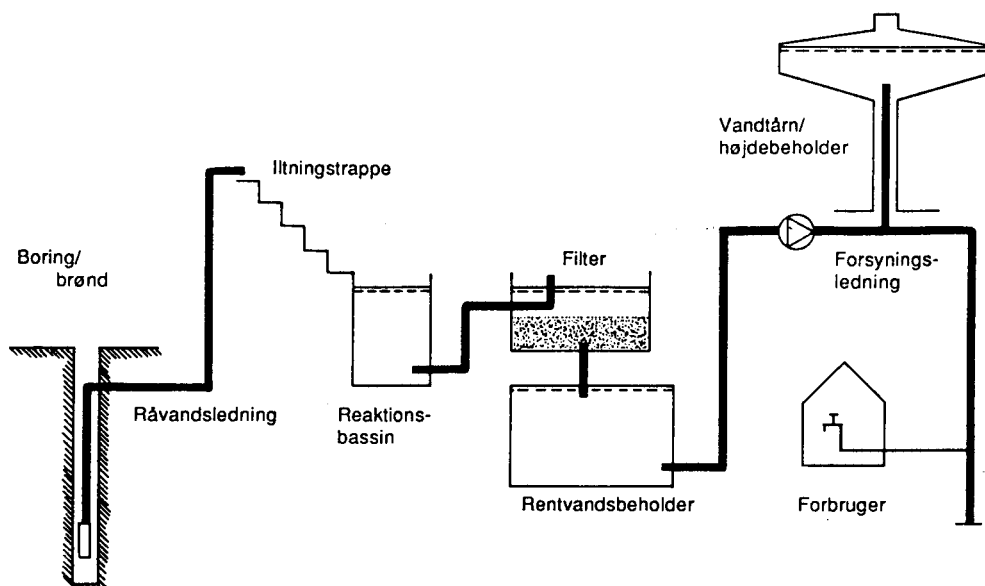 Boring/
brønd
Råvandsledning
Iltningstrappe
Reaktions-
bassin
Filter
Rentvandsbeholder
Vandtårn/
højdebeholder
Forsynings-
ledning
Forbruger